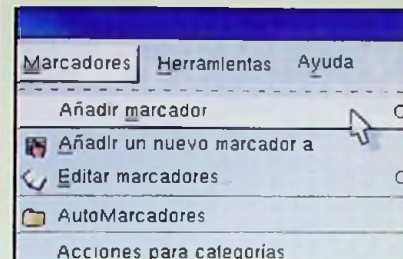 Marcadores Herramientas Ayuda
Añadir marcador
Añadir un nuevo marcador a
Editar marcadores
AutoMarcadores
Acciones para categorías